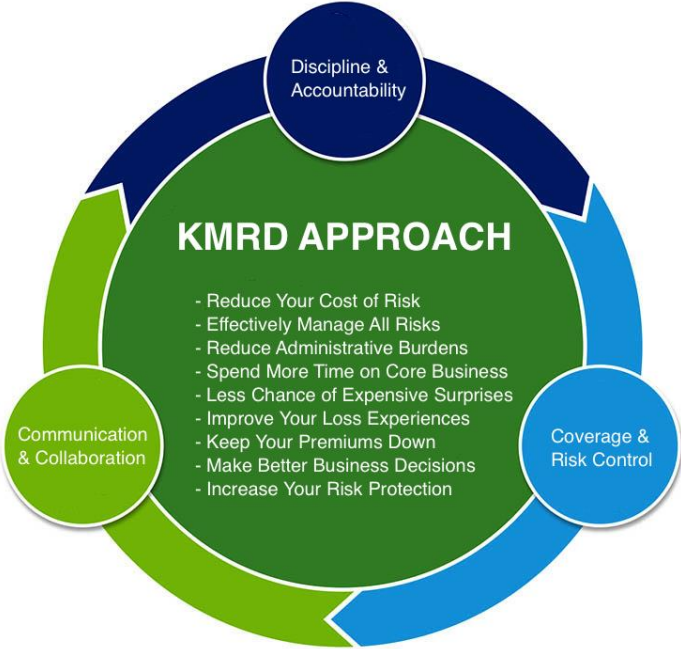 Discipline &
Accountability
KMRD APPROACH
- Reduce Your Cost of Risk
- Effectively Manage All Risks
- Reduce Administrative Burdens
- Spend More Time on Core Business
- Less Chance of Expensive Surprises
- Improve Your Loss Experiences
- Keep Your Premiums Down
- Make Better Business Decisions
- Increase Your Risk Protection
Communication
& Collaboration
Coverage &
Risk Control